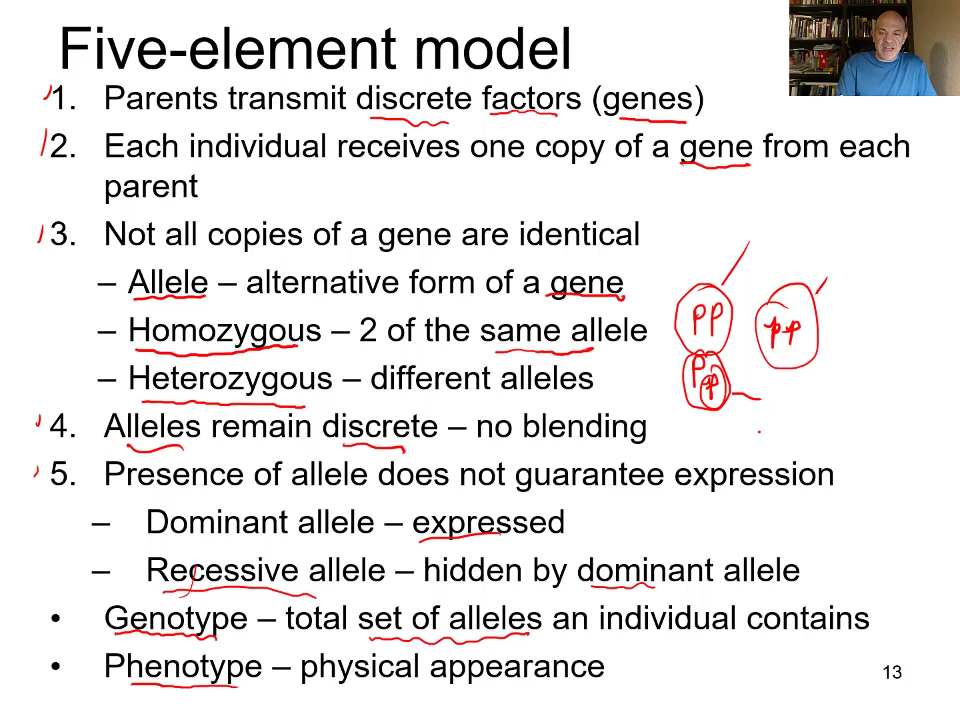 Five-element model
1. Parents transmit discrete factors (genes)
2. Each individual receives one copy of a gene from each
parent
3. Not all copies of a gene are identical
– Allele – alternative form of a gene
– Homozygous – 2 of the same allele
– Heterozygous – different alleles
PP
pp
Pp
4. Alleles remain discrete – no blending
5. Presence of allele does not guarantee expression
– Dominant allele – expressed
– Recessive allele – hidden by dominant allele
• Genotype – total set of alleles an individual contains
• Phenotype – physical appearance
13